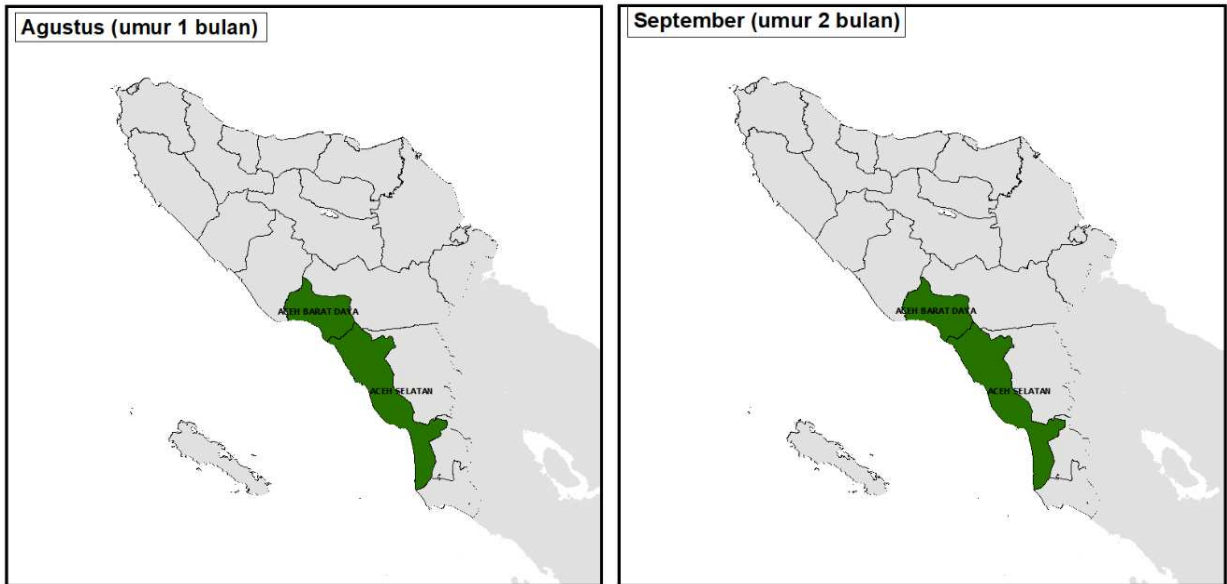 Agustus (umur 1 bulan)
ACEH BARAT DAYA
ACEH SELATAN
September (umur 2 bulan)
ACEH BARAT DAYA
ACEH SELATAN